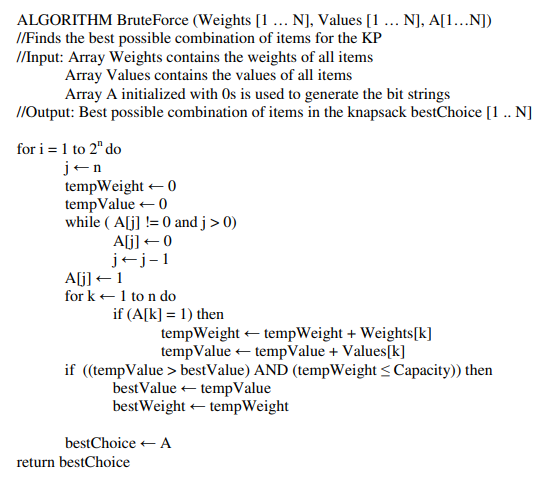 ALGORITHM BruteForce (Weights [1 … N], Values [1 … N], A[1…N])
//Finds the best possible combination of items for the KP
//Input: Array Weights contains the weights of all items
Array Values contains the values of all items
Array A initialized with 0s is used to generate the bit strings
//Output: Best possible combination of items in the knapsack bestChoice [1 .. N]
for i = 1 to 2ⁿ do
j ← n
tempWeight ← 0
tempValue ← 0
while ( A[j] != 0 and j > 0)
A[j] ← 0
j ← j – 1
A[j] ← 1
for k ← 1 to n do
if (A[k] = 1) then
tempWeight ← tempWeight + Weights[k]
tempValue ← tempValue + Values[k]
if ((tempValue > bestValue) AND (tempWeight ≤ Capacity)) then
bestValue ← tempValue
bestWeight ← tempWeight
bestChoice ← A
return bestChoice